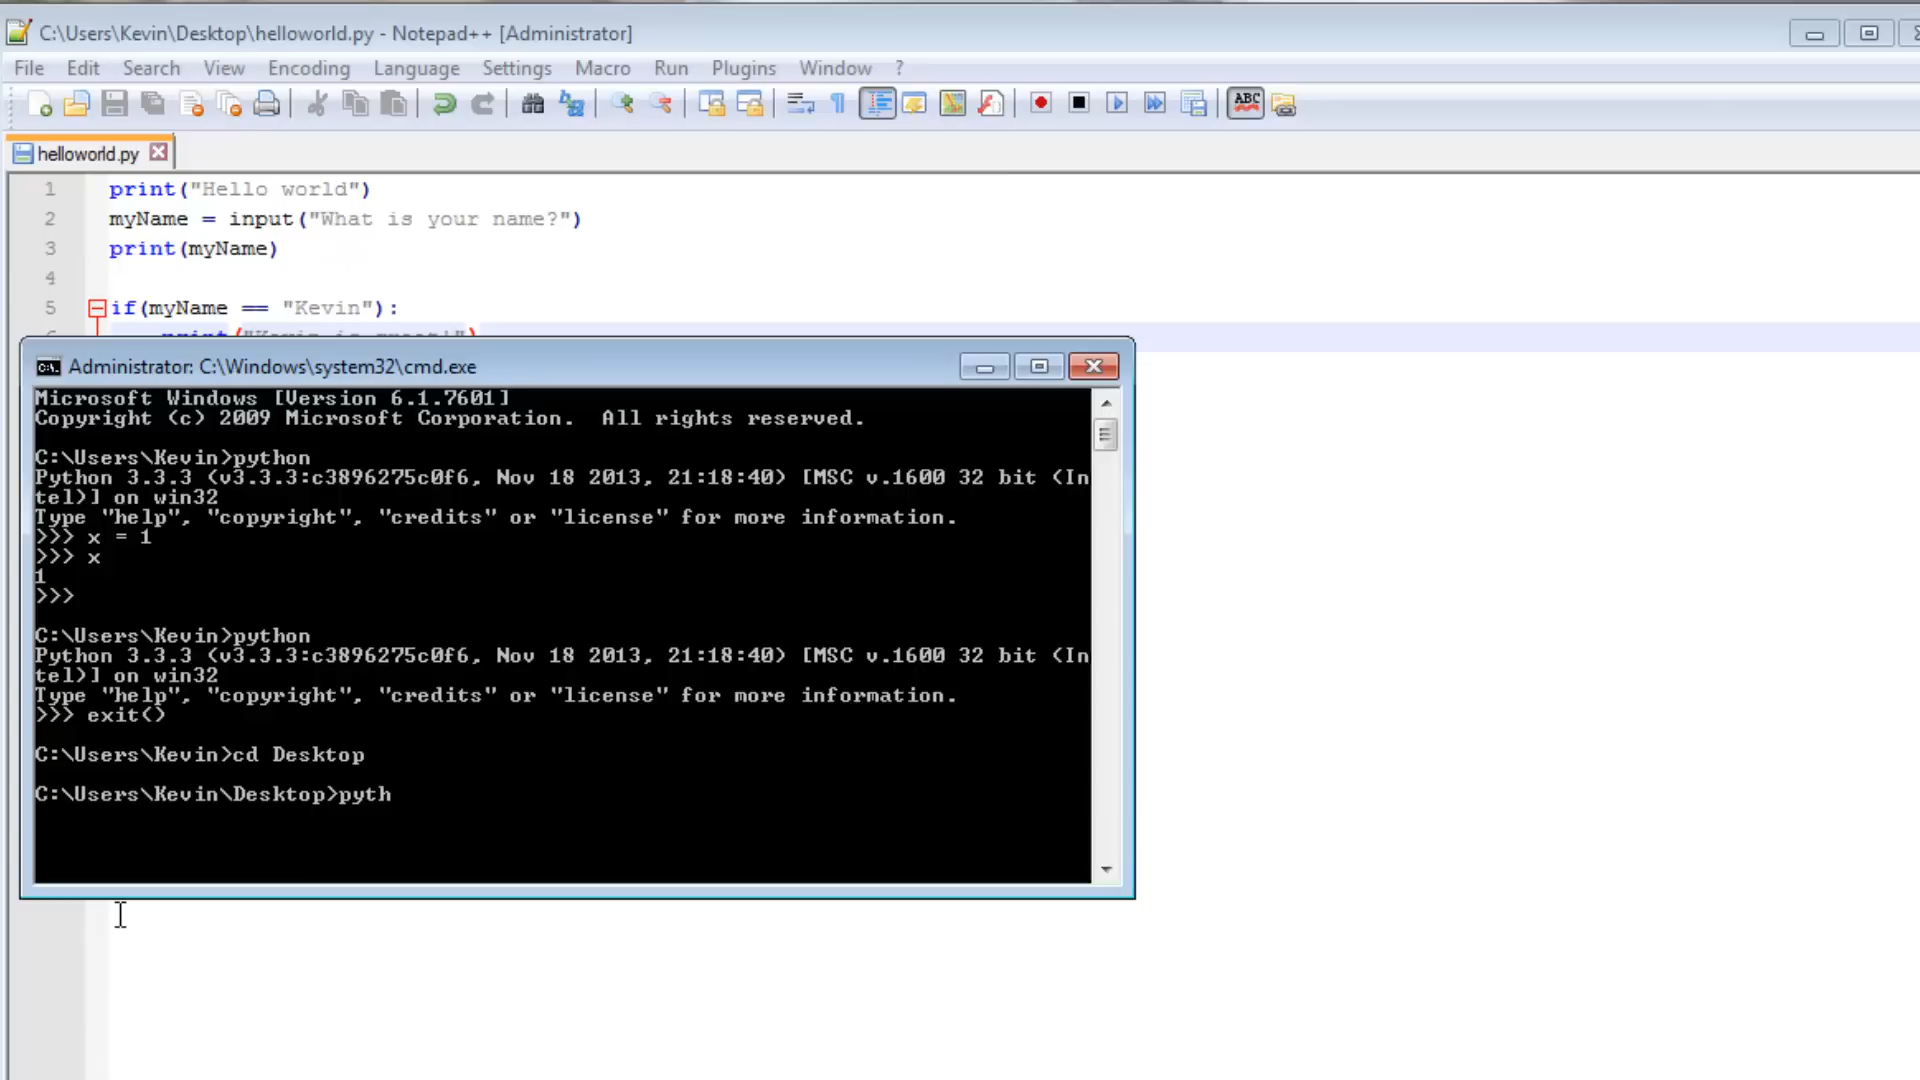 C:\Users\Kevin\Desktop\helloworld.py - Notepad++ [Administrator]
File Edit Search View Encoding Language Settings Macro Run Plugins Window ?
ABC
helloworld.py
1 print("Hello world")
2 myName = input("What is your name?")
3 print(myName)
4
5 if(myName == "Kevin"):
Administrator: C:\Windows\system32\cmd.exe
Microsoft Windows [Version 6.1.7601]
Copyright (c) 2009 Microsoft Corporation.  All rights reserved.
C:\Users\Kevin>python
Python 3.3.3 (v3.3.3:c3896275c0f6, Nov 18 2013, 21:18:40) [MSC v.1600 32 bit (In
tel)] on win32
Type "help", "copyright", "credits" or "license" for more information.
>>> x = 1
>>> x
1
>>>
C:\Users\Kevin>python
Python 3.3.3 (v3.3.3:c3896275c0f6, Nov 18 2013, 21:18:40) [MSC v.1600 32 bit (In
tel)] on win32
Type "help", "copyright", "credits" or "license" for more information.
>>> exit()
C:\Users\Kevin>cd Desktop
C:\Users\Kevin\Desktop>pyth